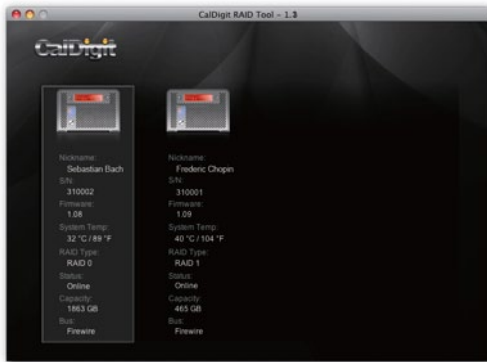 CalDigit RAID Tool - 1.3
CalDigit
Nickname:
Sebastian Bach
S/N:
310002
Firmware:
1.08
System Temp:
32 °C / 89 °F
RAID Type:
RAID 0
Status:
Online
Capacity:
1863 GB
Bus:
Firewire
Nickname:
Frederic Chopin
S/N:
310001
Firmware:
1.09
System Temp:
40 °C / 104 °F
RAID Type:
RAID 1
Status:
Online
Capacity:
465 GB
Bus:
Firewire